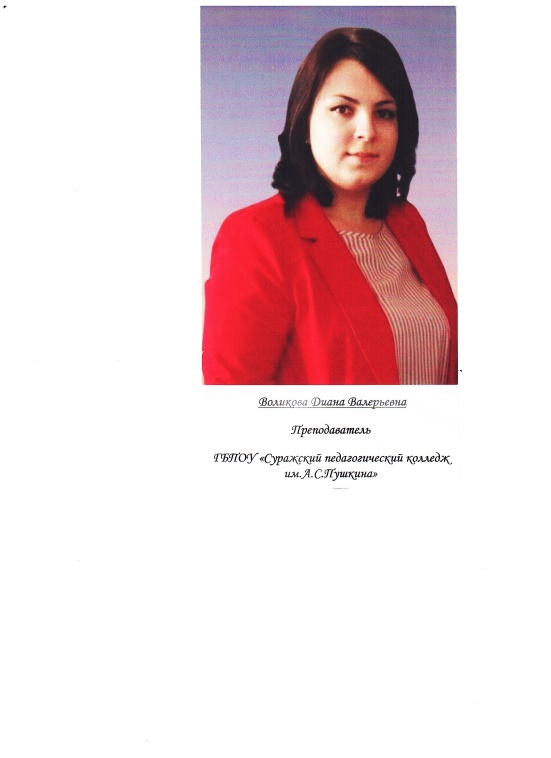 Воликова Диана Валерьевна
Преподаватель
ГБПОУ «Суражский педагогический колледж
им.А.С.Пушкина»